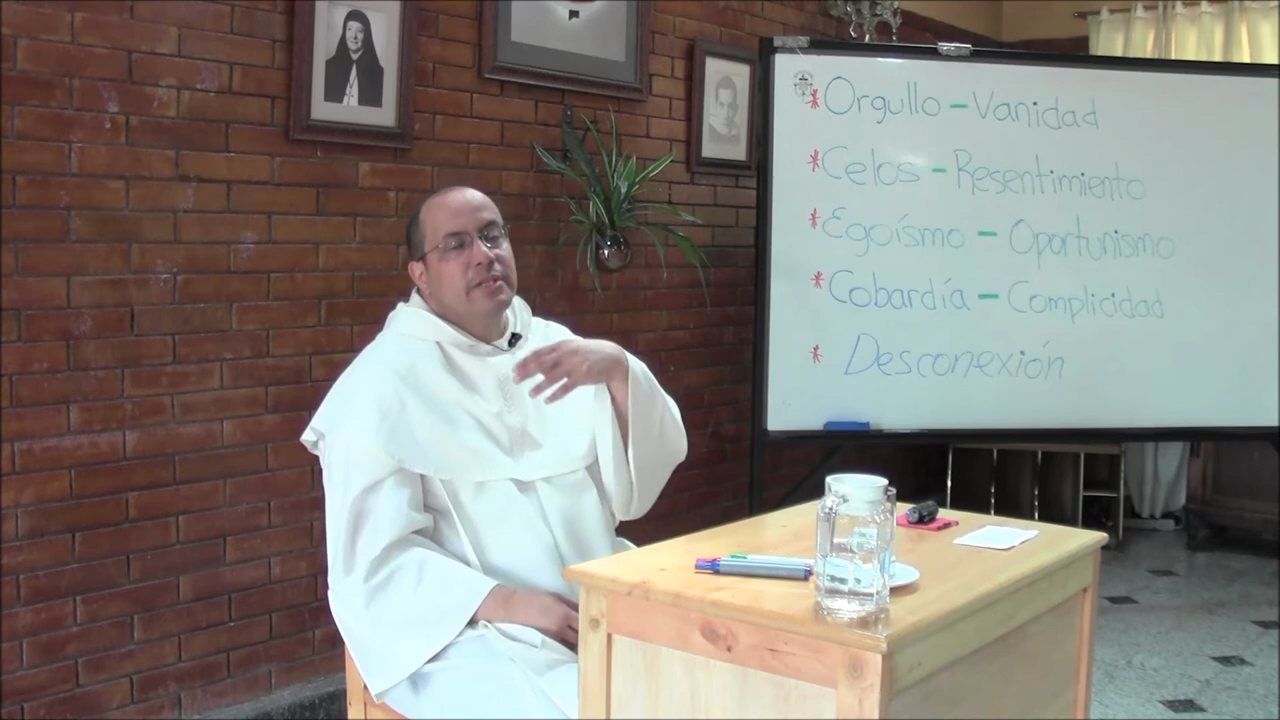 * Orgullo - Vanidad
* Celos - Resentimiento
* Egoísmo - Oportunismo
* Cobardía - Complicidad
* Desconexión